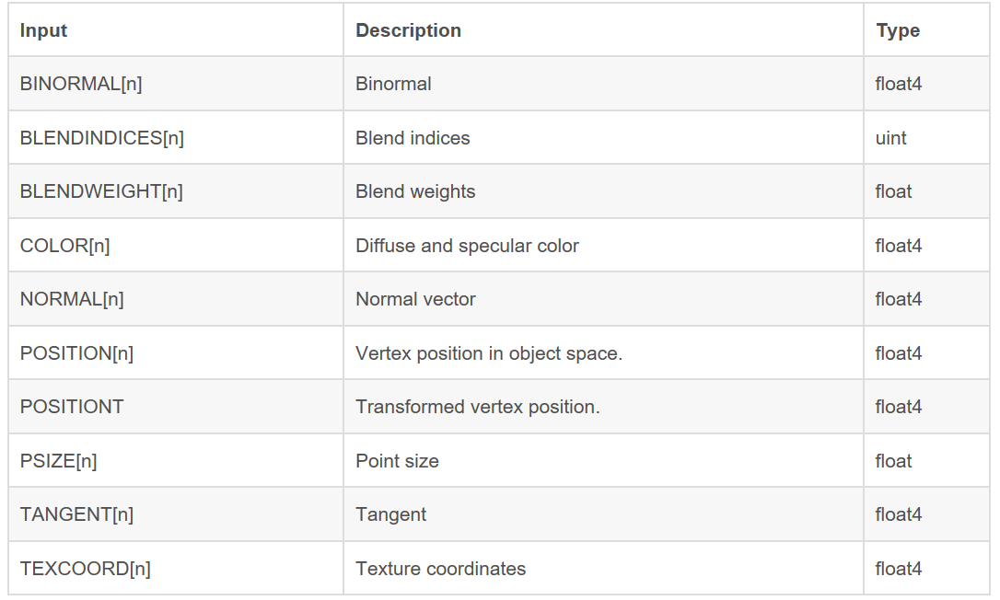 Input Description Type
BINORMAL[n] Binormal float4
BLENDINDICES[n] Blend indices uint
BLENDWEIGHT[n] Blend weights float
COLOR[n] Diffuse and specular color float4
NORMAL[n] Normal vector float4
POSITION[n] Vertex position in object space. float4
POSITIONT Transformed vertex position. float4
PSIZE[n] Point size float
TANGENT[n] Tangent float4
TEXCOORD[n] Texture coordinates float4